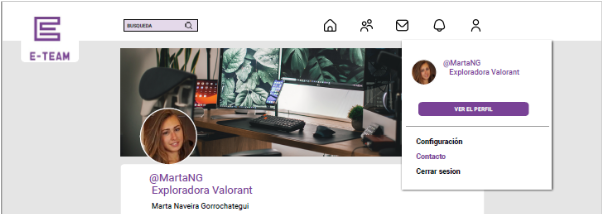 E-TEAM
BUSQUEDA
@MartaNG
Exploradora Valorant
VER EL PERFIL
Configuración
Contacto
Cerrar sesion
@MartaNG
Exploradora Valorant
Marta Naveira Gorrochategui